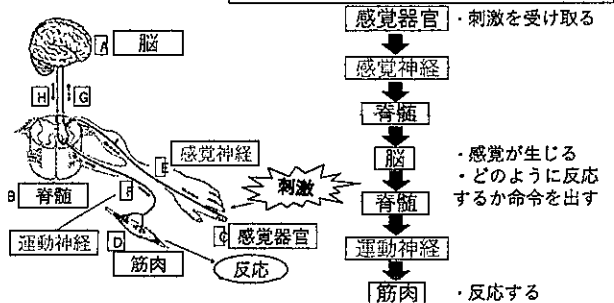 A 脳
H G
E 感覚神経
B 脊髄
F
運動神経
D 筋肉
C 感覚器官
刺激
反応
感覚器官 ・刺激を受け取る
感覚神経
脊髄
脳 ・感覚が生じる
・どのように反応
するか命令を出す
脊髄
運動神経
筋肉 ・反応する